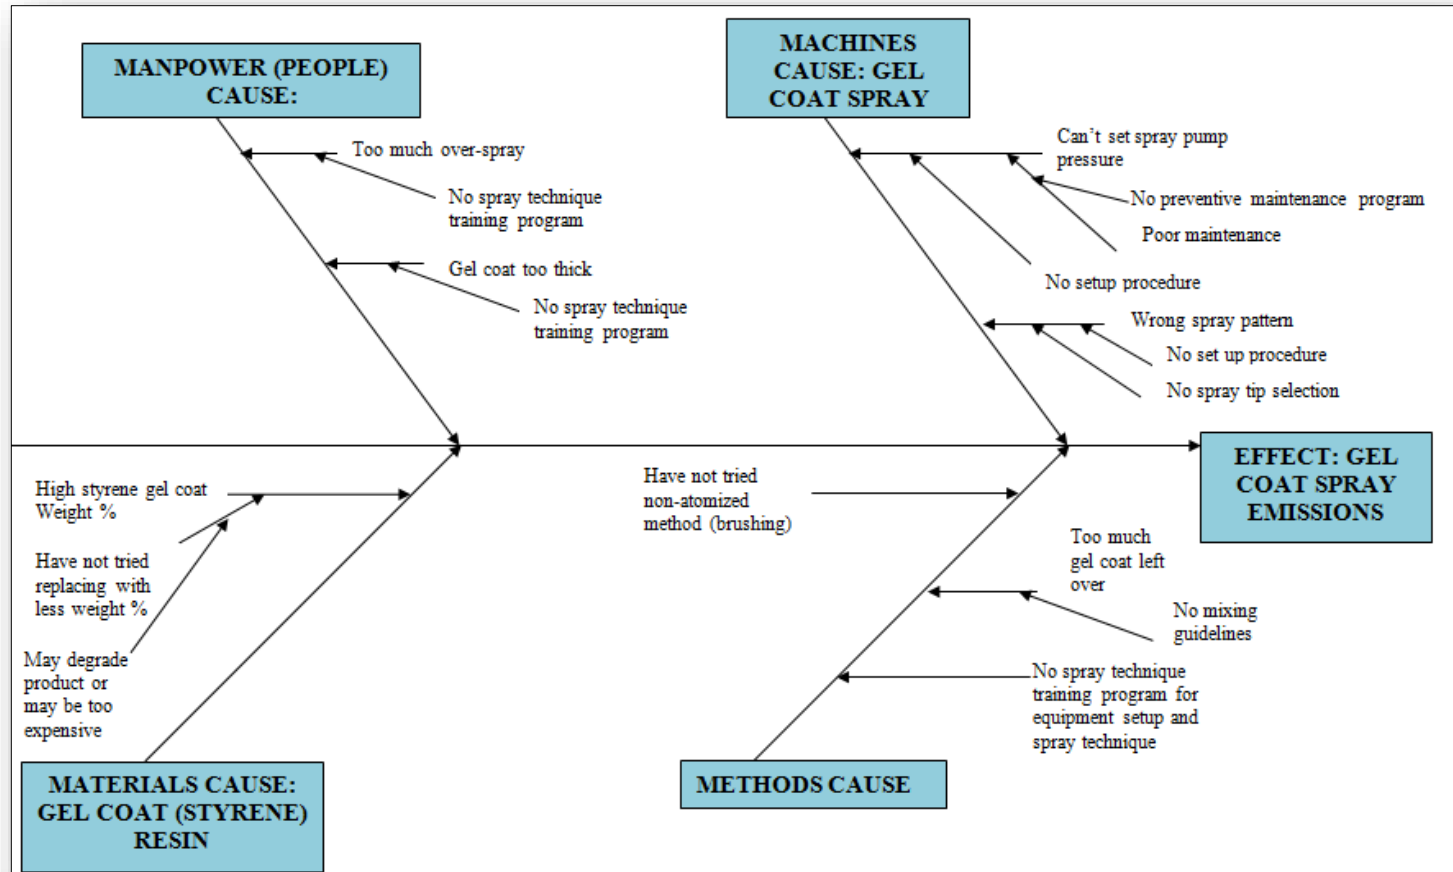 MANPOWER (PEOPLE)
CAUSE:
MACHINES
CAUSE: GEL
COAT SPRAY
Too much over-spray
No spray technique
training program
Gel coat too thick
No spray technique
training program
Can’t set spray pump
pressure
No preventive maintenance program
Poor maintenance
No setup procedure
Wrong spray pattern
No set up procedure
No spray tip selection
EFFECT: GEL
COAT SPRAY
EMISSIONS
High styrene gel coat
Weight %
Have not tried
replacing with
less weight %
May degrade
product or
may be too
expensive
Have not tried
non-atomized
method (brushing)
Too much
gel coat left
over
No mixing
guidelines
No spray technique
training program for
equipment setup and
spray technique
MATERIALS CAUSE:
GEL COAT (STYRENE)
RESIN
METHODS CAUSE